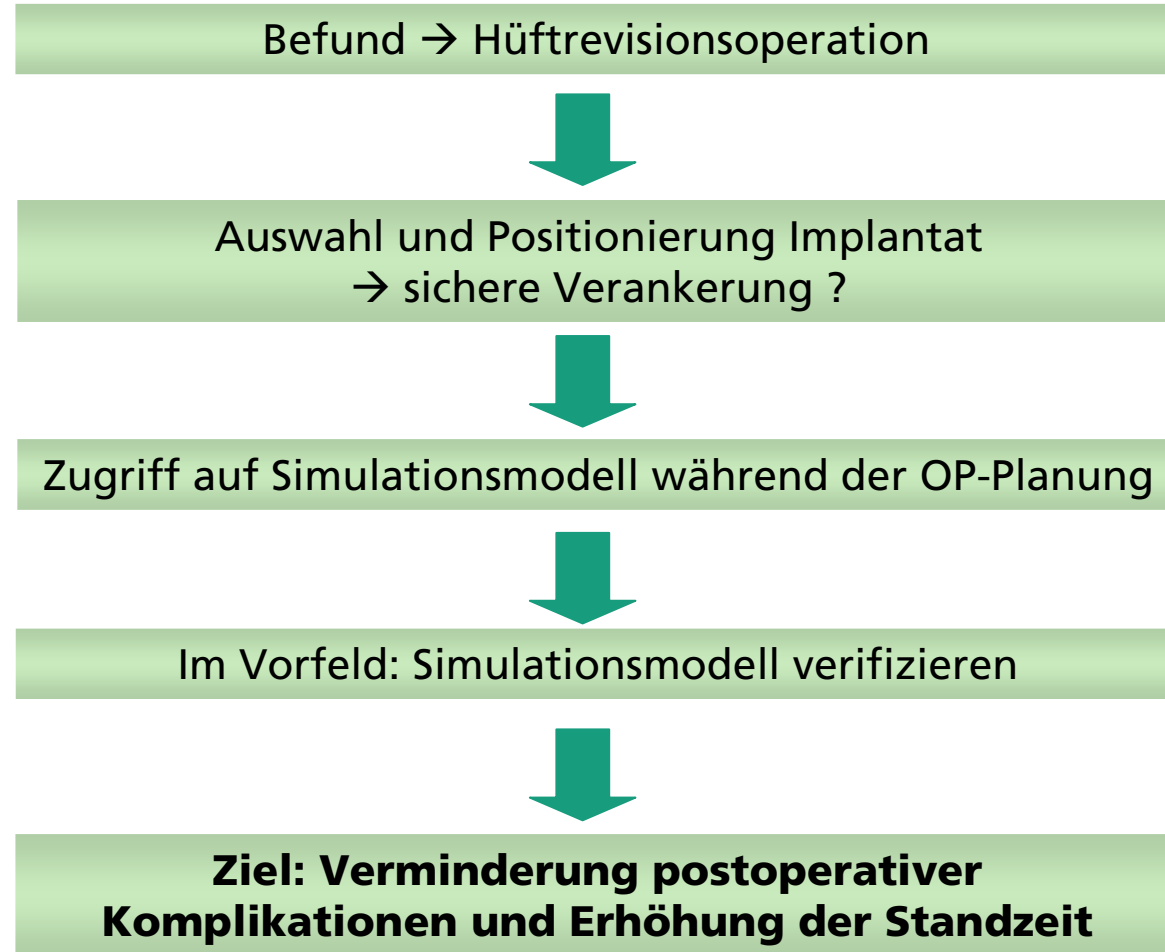 Befund → Hüftrevisionsoperation
Auswahl und Positionierung Implantat
→ sichere Verankerung ?
Zugriff auf Simulationsmodell während der OP-Planung
Im Vorfeld: Simulationsmodell verifizieren
Ziel: Verminderung postoperativer
Komplikationen und Erhöhung der Standzeit